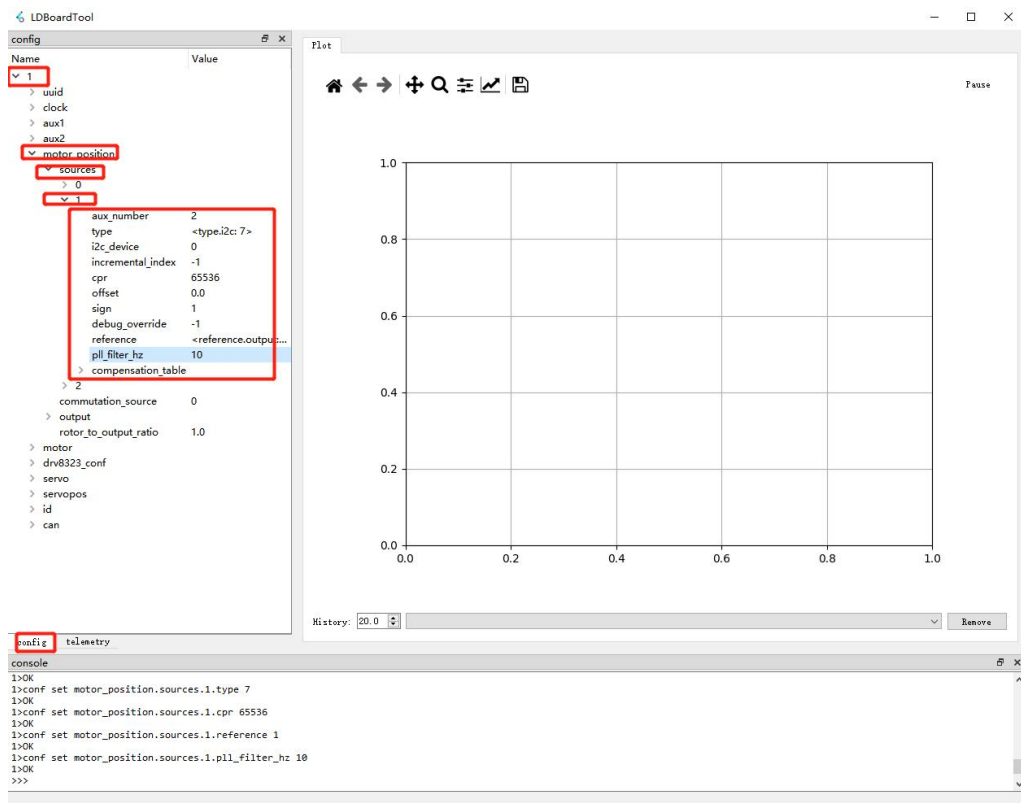 LDBoardTool
config
Name Value
1
uuid
clock
aux1
aux2
motor_position
sources
0
1
aux_number 2
type <type.i2c: 7>
i2c_device 0
incremental_index -1
cpr 65536
offset 0.0
sign 1
debug_override -1
reference <reference.output:...
pll_filter_hz 10
compensation_table
2
commutation_source 0
output
rotor_to_output_ratio 1.0
motor
drv8323_conf
servo
servopos
id
can
config telemetry
Plot
Pause
1.0
0.8
0.6
0.4
0.2
0.0
0.0 0.2 0.4 0.6 0.8 1.0
History: 20.0 Remove
console
1>OK
1>conf set motor_position.sources.1.type 7
1>OK
1>conf set motor_position.sources.1.cpr 65536
1>OK
1>conf set motor_position.sources.1.reference 1
1>OK
1>conf set motor_position.sources.1.pll_filter_hz 10
1>OK
>>>